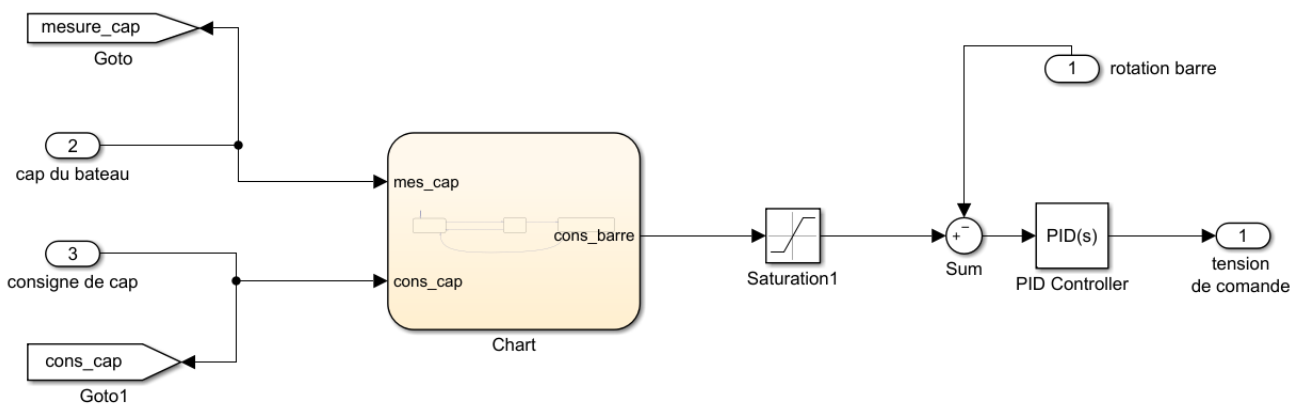 mesure_cap
Goto
2
cap du bateau
3
consigne de cap
cons_cap
Goto1
mes_cap
cons_cap
cons_barre
Chart
Saturation1
1
rotation barre
+
−
Sum
PID(s)
PID Controller
1
tension
de comande